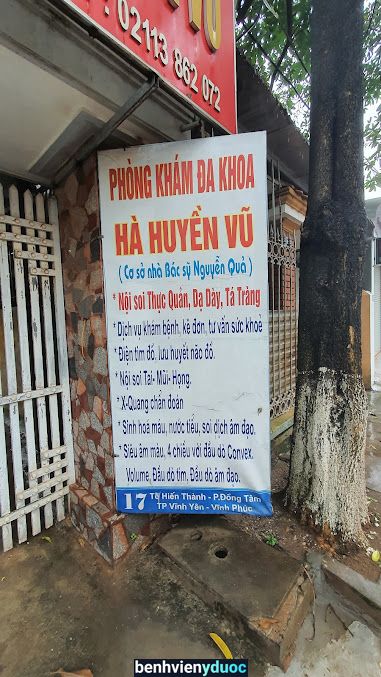 VŨ
: 02113 862 072
PHÒNG KHÁM ĐA KHOA
HÀ HUYỀN VŨ
( Cơ sở nhà Bác sỹ Nguyễn Quả )
* Nội soi Thực Quản, Dạ Dày, Tá Tràng
* Dịch vụ khám bệnh, kê đơn, tư vấn sức khoẻ
* Điện tim đồ, lưu huyết não đồ.
* Nội soi Tai- Mũi- Họng.
* X-Quang chẩn đoán
* Sinh hoá máu, nước tiểu, soi dịch âm đạo.
* Siêu âm màu, 4 chiều với đầu dò Convex.
Volume, Đầu dò tim. Đầu dò âm đạo.
17 Tô Hiến Thành - P.Đồng Tâm
TP Vĩnh Yên - Vĩnh Phúc
benhvienyduoc